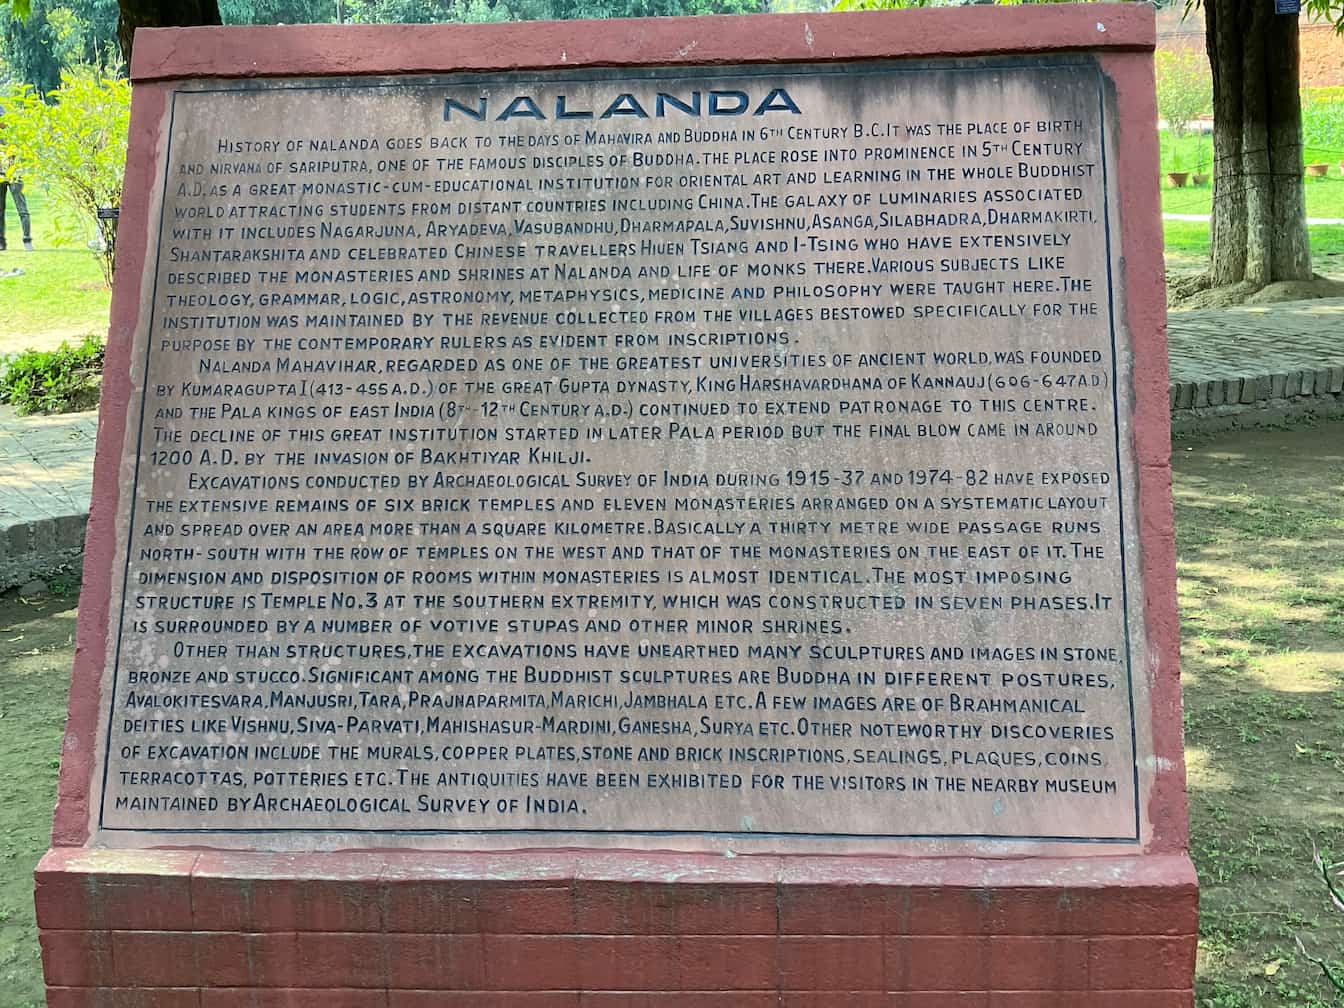 NALANDA
HISTORY OF NALANDA GOES BACK TO THE DAYS OF MAHAVIRA AND BUDDHA IN 6TH CENTURY B.C.IT WAS THE PLACE OF BIRTH
AND NIRVANA OF SARIPUTRA, ONE OF THE FAMOUS DISCIPLES OF BUDDHA.THE PLACE ROSE INTO PROMINENCE IN 5TH CENTURY
A.D. AS A GREAT MONASTIC-CUM-EDUCATIONAL INSTITUTION FOR ORIENTAL ART AND LEARNING IN THE WHOLE BUDDHIST
WORLD ATTRACTING STUDENTS FROM DISTANT COUNTRIES INCLUDING CHINA.THE GALAXY OF LUMINARIES ASSOCIATED
WITH IT INCLUDES NAGARJUNA, ARYADEVA,VASUBANDHU,DHARMAPALA,SUVISHNU,ASANGA,SILABHADRA,DHARMAKIRTI,
SHANTARAKSHITA AND CELEBRATED CHINESE TRAVELLERS HIUEN TSIANG AND I-TSING WHO HAVE EXTENSIVELY
DESCRIBED THE MONASTERIES AND SHRINES AT NALANDA AND LIFE OF MONKS THERE.VARIOUS SUBJECTS LIKE
THEOLOGY, GRAMMAR, LOGIC, ASTRONOMY, METAPHYSICS, MEDICINE AND PHILOSOPHY WERE TAUGHT HERE.THE
INSTITUTION WAS MAINTAINED BY THE REVENUE COLLECTED FROM THE VILLAGES BESTOWED SPECIFICALLY FOR THE
PURPOSE BY THE CONTEMPORARY RULERS AS EVIDENT FROM INSCRIPTIONS.
NALANDA MAHAVIHAR, REGARDED AS ONE OF THE GREATEST UNIVERSITIES OF ANCIENT WORLD, WAS FOUNDED
BY KUMARAGUPTA I (413-455 A.D.) OF THE GREAT GUPTA DYNASTY, KING HARSHAVARDHANA OF KANNAUJ (606-647A.D)
AND THE PALA KINGS OF EAST INDIA (8TH-12TH CENTURY A.D.) CONTINUED TO EXTEND PATRONAGE TO THIS CENTRE.
THE DECLINE OF THIS GREAT INSTITUTION STARTED IN LATER PALA PERIOD BUT THE FINAL BLOW CAME IN AROUND
1200 A.D. BY THE INVASION OF BAKHTIYAR KHILJI.
EXCAVATIONS CONDUCTED BY ARCHAEOLOGICAL SURVEY OF INDIA DURING 1915-37 AND 1974-82 HAVE EXPOSED
THE EXTENSIVE REMAINS OF SIX BRICK TEMPLES AND ELEVEN MONASTERIES ARRANGED ON A SYSTEMATIC LAYOUT
AND SPREAD OVER AN AREA MORE THAN A SQUARE KILOMETRE.BASICALLY A THIRTY METRE WIDE PASSAGE RUNS
NORTH-SOUTH WITH THE ROW OF TEMPLES ON THE WEST AND THAT OF THE MONASTERIES ON THE EAST OF IT.THE
DIMENSION AND DISPOSITION OF ROOMS WITHIN MONASTERIES IS ALMOST IDENTICAL.THE MOST IMPOSING
STRUCTURE IS TEMPLE NO.3 AT THE SOUTHERN EXTREMITY, WHICH WAS CONSTRUCTED IN SEVEN PHASES.IT
IS SURROUNDED BY A NUMBER OF VOTIVE STUPAS AND OTHER MINOR SHRINES.
OTHER THAN STRUCTURES,THE EXCAVATIONS HAVE UNEARTHED MANY SCULPTURES AND IMAGES IN STONE,
BRONZE AND STUCCO.SIGNIFICANT AMONG THE BUDDHIST SCULPTURES ARE BUDDHA IN DIFFERENT POSTURES,
AVALOKITESVARA,MANJUSRI,TARA,PRAJNAPARMITA,MARICHI,JAMBHALA ETC.A FEW IMAGES ARE OF BRAHMANICAL
DEITIES LIKE VISHNU,SIVA-PARVATI,MAHISHASUR-MARDINI,GANESHA,SURYA ETC.OTHER NOTEWORTHY DISCOVERIES
OF EXCAVATION INCLUDE THE MURALS, COPPER PLATES, STONE AND BRICK INSCRIPTIONS, SEALINGS, PLAQUES, COINS,
TERRACOTTAS, POTTERIES ETC.THE ANTIQUITIES HAVE BEEN EXHIBITED FOR THE VISITORS IN THE NEARBY MUSEUM
MAINTAINED BY ARCHAEOLOGICAL SURVEY OF INDIA.